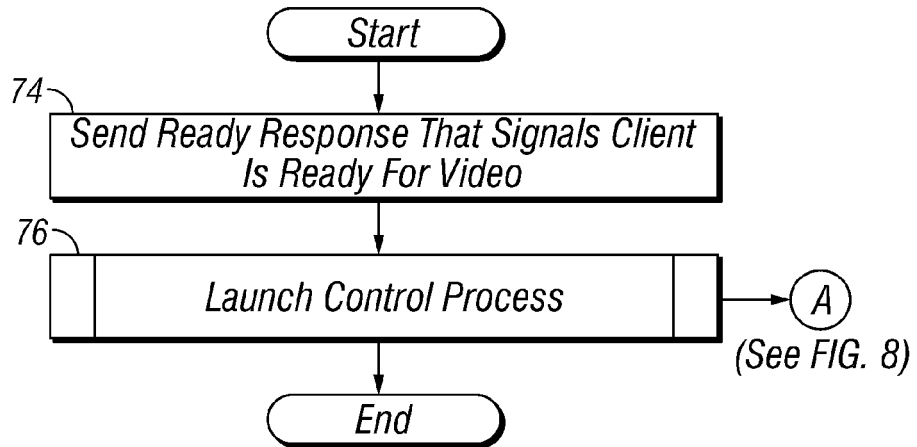 Start
74
Send Ready Response That Signals Client
Is Ready For Video
76
Launch Control Process
A
(See FIG. 8)
End